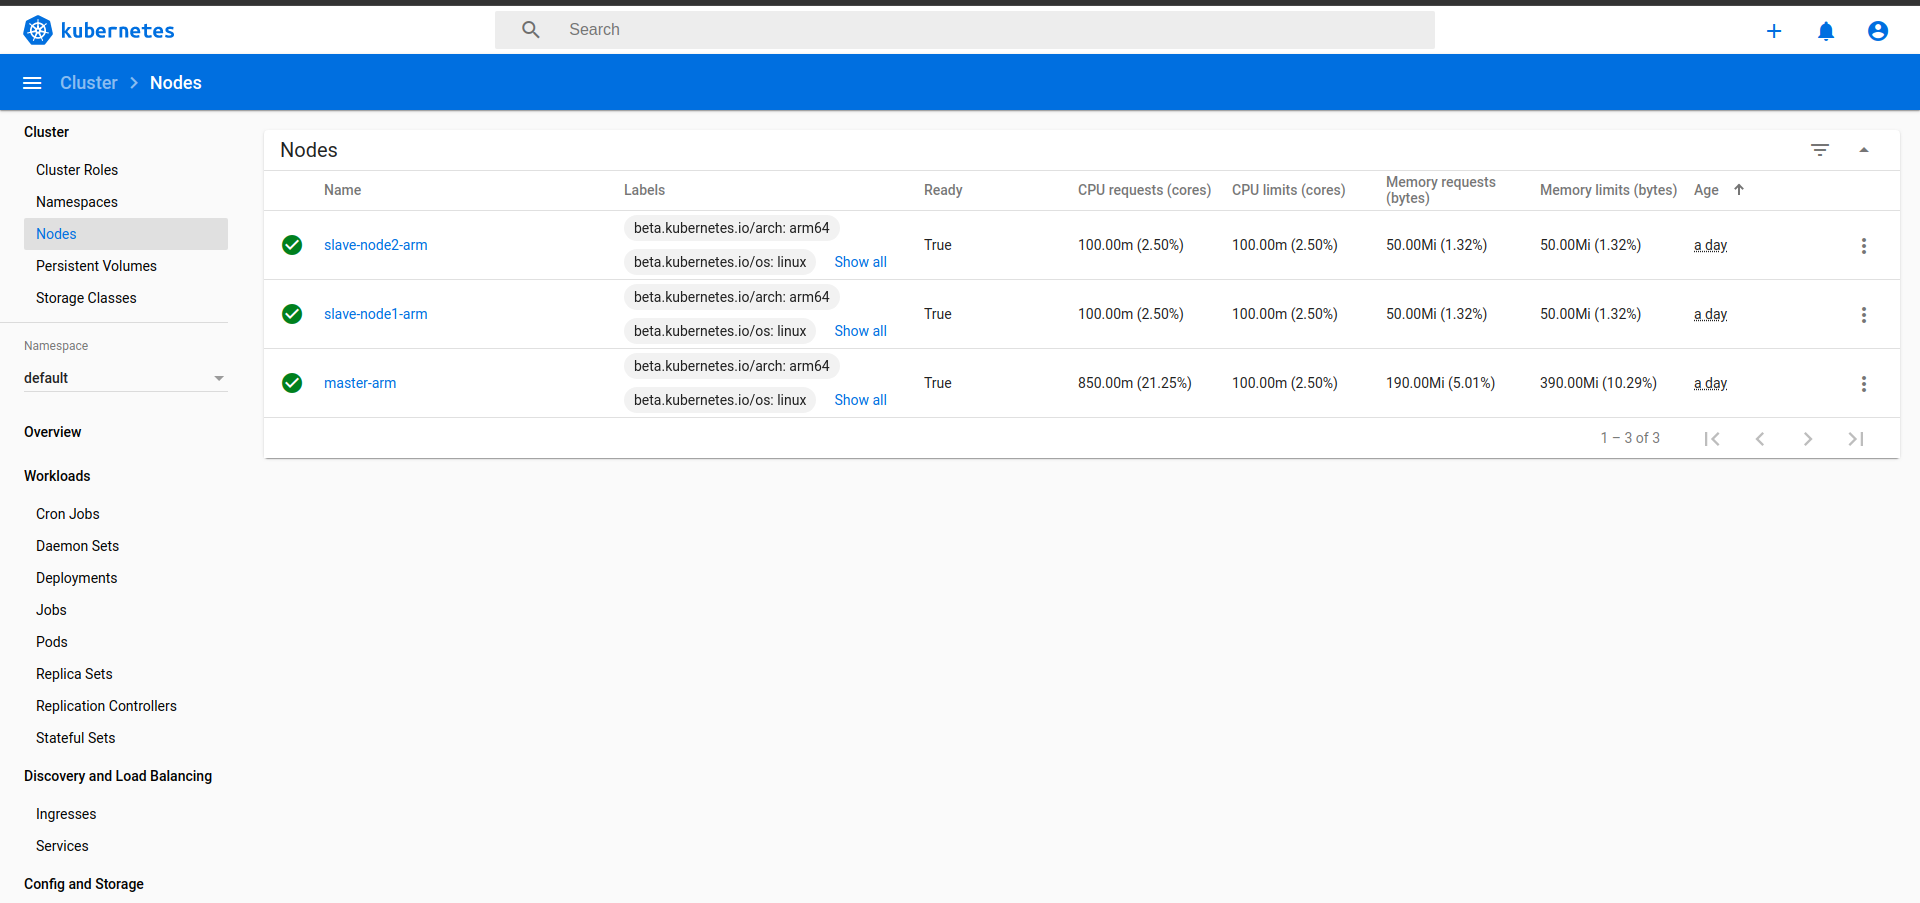 kubernetes
Search
Cluster Nodes
Cluster
Cluster Roles
Namespaces
Nodes
Persistent Volumes
Storage Classes
Namespace
default
Overview
Workloads
Cron Jobs
Daemon Sets
Deployments
Jobs
Pods
Replica Sets
Replication Controllers
Stateful Sets
Discovery and Load Balancing
Ingresses
Services
Config and Storage
Nodes
Name Labels Ready CPU requests (cores) CPU limits (cores) Memory requests (bytes) Memory limits (bytes) Age
beta.kubernetes.io/arch: arm64
slave-node2-arm True 100.00m (2.50%) 100.00m (2.50%) 50.00Mi (1.32%) 50.00Mi (1.32%) a day
beta.kubernetes.io/os: linux Show all
beta.kubernetes.io/arch: arm64
slave-node1-arm True 100.00m (2.50%) 100.00m (2.50%) 50.00Mi (1.32%) 50.00Mi (1.32%) a day
beta.kubernetes.io/os: linux Show all
beta.kubernetes.io/arch: arm64
master-arm True 850.00m (21.25%) 100.00m (2.50%) 190.00Mi (5.01%) 390.00Mi (10.29%) a day
beta.kubernetes.io/os: linux Show all
1 – 3 of 3